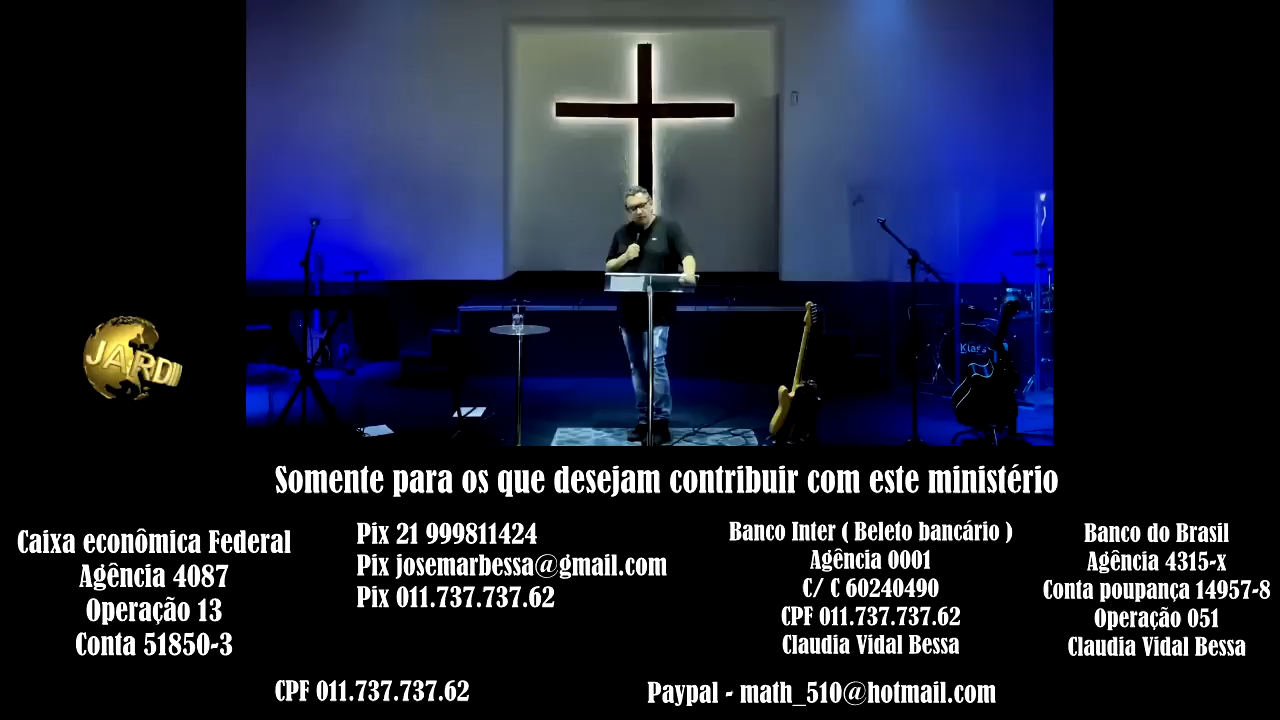 JARDI
Klass
Somente para os que desejam contribuir com este ministério
Caixa econômica Federal
Agência 4087
Operação 13
Conta 51850-3
Pix 21 999811424
Pix josemarbessa@gmail.com
Pix 011.737.737.62
Banco Inter ( Beleto bancário )
Agência 0001
C/ C 60240490
CPF 011.737.737.62
Claudia Vidal Bessa
Banco do Brasil
Agência 4315-x
Conta poupança 14957-8
Operação 051
Claudia Vidal Bessa
CPF 011.737.737.62
Paypal - math_510@hotmail.com